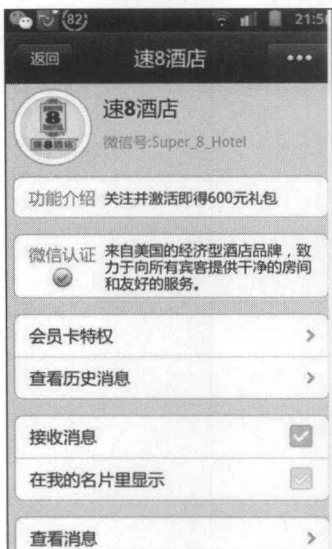 82
21:5
返回
速8酒店
速8酒店
微信号:Super_8_Hotel
功能介绍 关注并激活即得600元礼包
微信认证 来自美国的经济型酒店品牌，致
力于向所有宾客提供干净的房间
和友好的服务。
会员卡特权
查看历史消息
接收消息
在我的名片里显示
查看消息